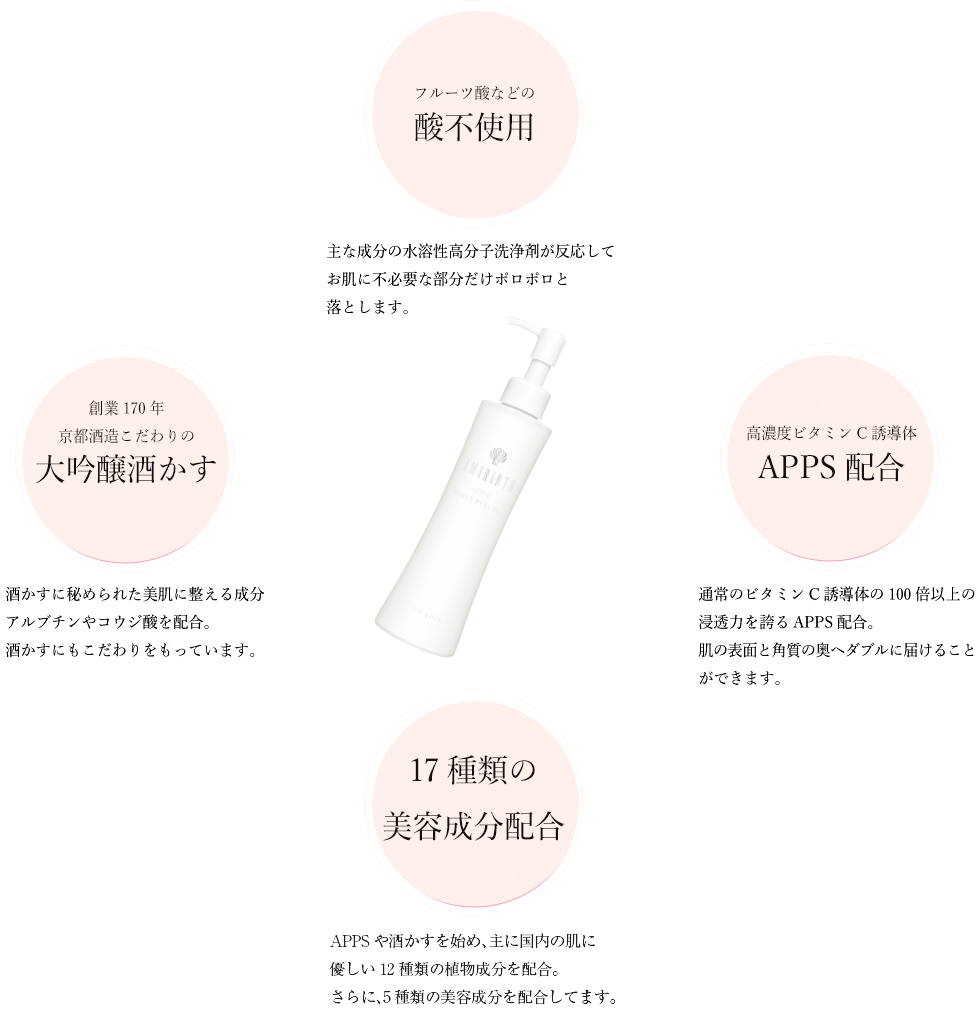 フルーツ酸などの
酸不使用
主な成分の水溶性高分子洗浄剤が反応して
お肌に不必要な部分だけポロポロと
落とします。
創業170年
京都酒造こだわりの
大吟醸酒かす
酒かすに秘められた美肌に整える成分
アルブチンやコウジ酸を配合。
酒かすにもこだわりをもっています。
高濃度ビタミンC誘導体
APPS配合
通常のビタミンC誘導体の100倍以上の
浸透力を誇るAPPS配合。
肌の表面と角質の奥へダブルに届けること
ができます。
17種類の
美容成分配合
APPSや酒かすを始め、主に国内の肌に
優しい12種類の植物成分を配合。
さらに、5種類の美容成分を配合してます。